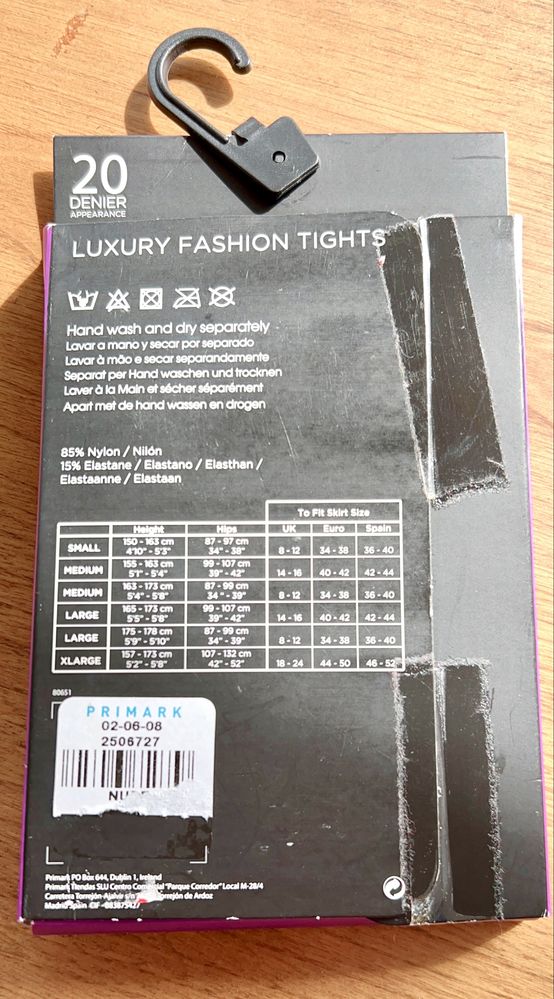 20
DENIER
APPEARANCE
LUXURY FASHION TIGHTS
Hand wash and dry separately
Lavar a mano y secar por separado
Lavar à mão e secar separandamente
Separat per Hand waschen und trocknen
Laver à la Main et sécher séparément
Apart met de hand wassen en drogen
85% Nylon / Nilón
15% Elastane / Elastano / Elasthan /
Elastaanne / Elastaan
To Fit Skirt Size
Height Hips UK Euro Spain
SMALL 150 - 163 cm 4'10" - 5'3" 87 - 97 cm 34" - 38" 8 - 12 34 - 38 36 - 40
MEDIUM 155 - 163 cm 5'1" - 5'4" 99 - 107 cm 39" - 42" 14 - 16 40 - 42 42 - 44
MEDIUM 163 - 173 cm 5'4" - 5'8" 87 - 99 cm 34" - 39" 8 - 12 34 - 38 36 - 40
LARGE 165 - 173 cm 5'5" - 5'8" 99 - 107 cm 39" - 42" 14 - 16 40 - 42 42 - 44
LARGE 175 - 178 cm 5'9" - 5'10" 87 - 99 cm 34" - 39" 8 - 12 34 - 38 36 - 40
XLARGE 157 - 173 cm 5'2" - 5'8" 107 - 132 cm 42" - 52" 18 - 24 44 - 50 46 - 52
80651
PRIMARK
02-06-08
2506727
Primark PO Box 644, Dublin 1, Ireland
Primark Tiendas SLU Centro Comercial "Parque Corredor" Local M-28/4
Carretera Torrejón-Ajalvir de Ardoz
Madrid Spain CIF